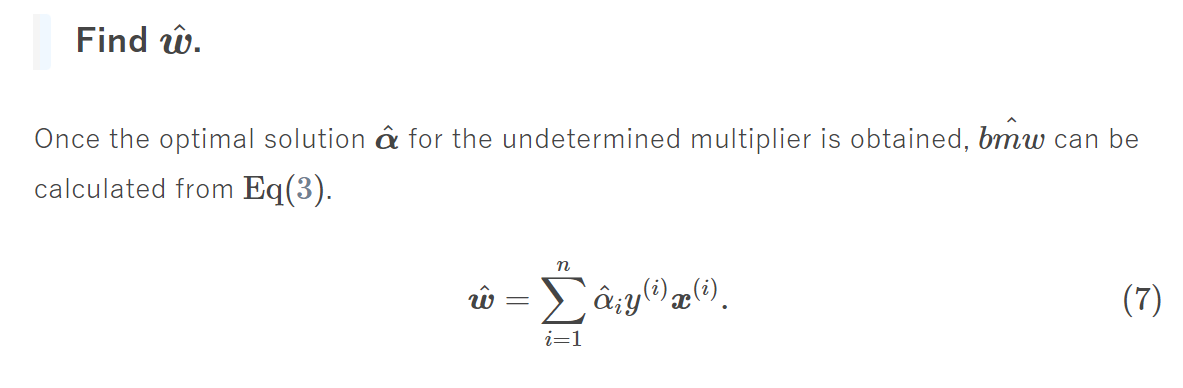 Find ŵ.
Once the optimal solution α̂ for the undetermined multiplier is obtained, bm̂w can be
calculated from Eq(3).
ŵ = ∑_{i=1}^{n} α̂_i y^{(i)} x^{(i)}. (7)